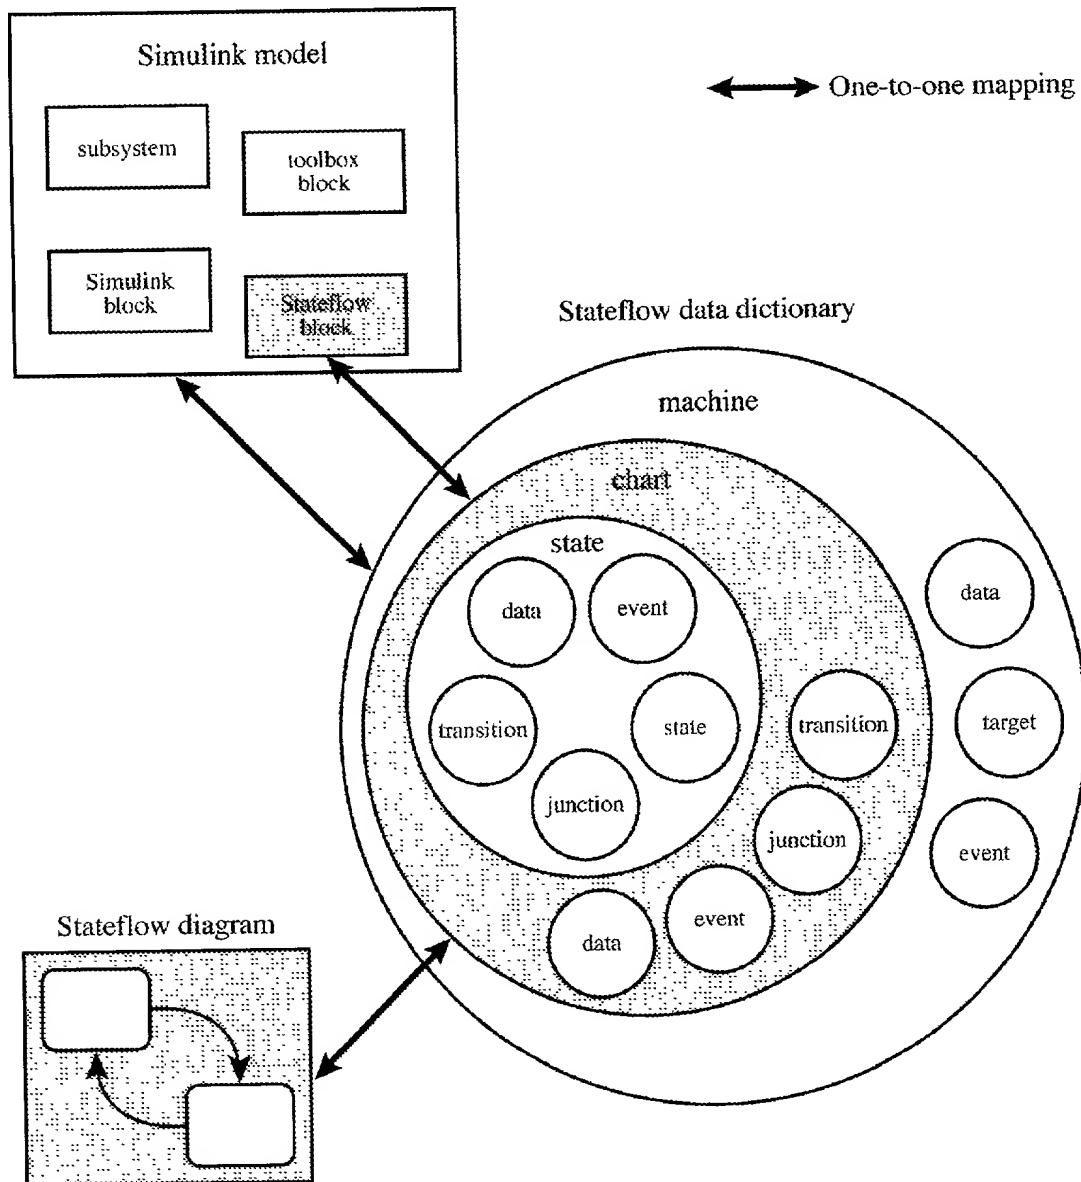 Simulink model
One-to-one mapping
subsystem
toolbox
block
Simulink
block
Stateflow
block
Stateflow data dictionary
machine
chart
state
data
event
transition
state
junction
transition
junction
event
data
data
target
event
Stateflow diagram